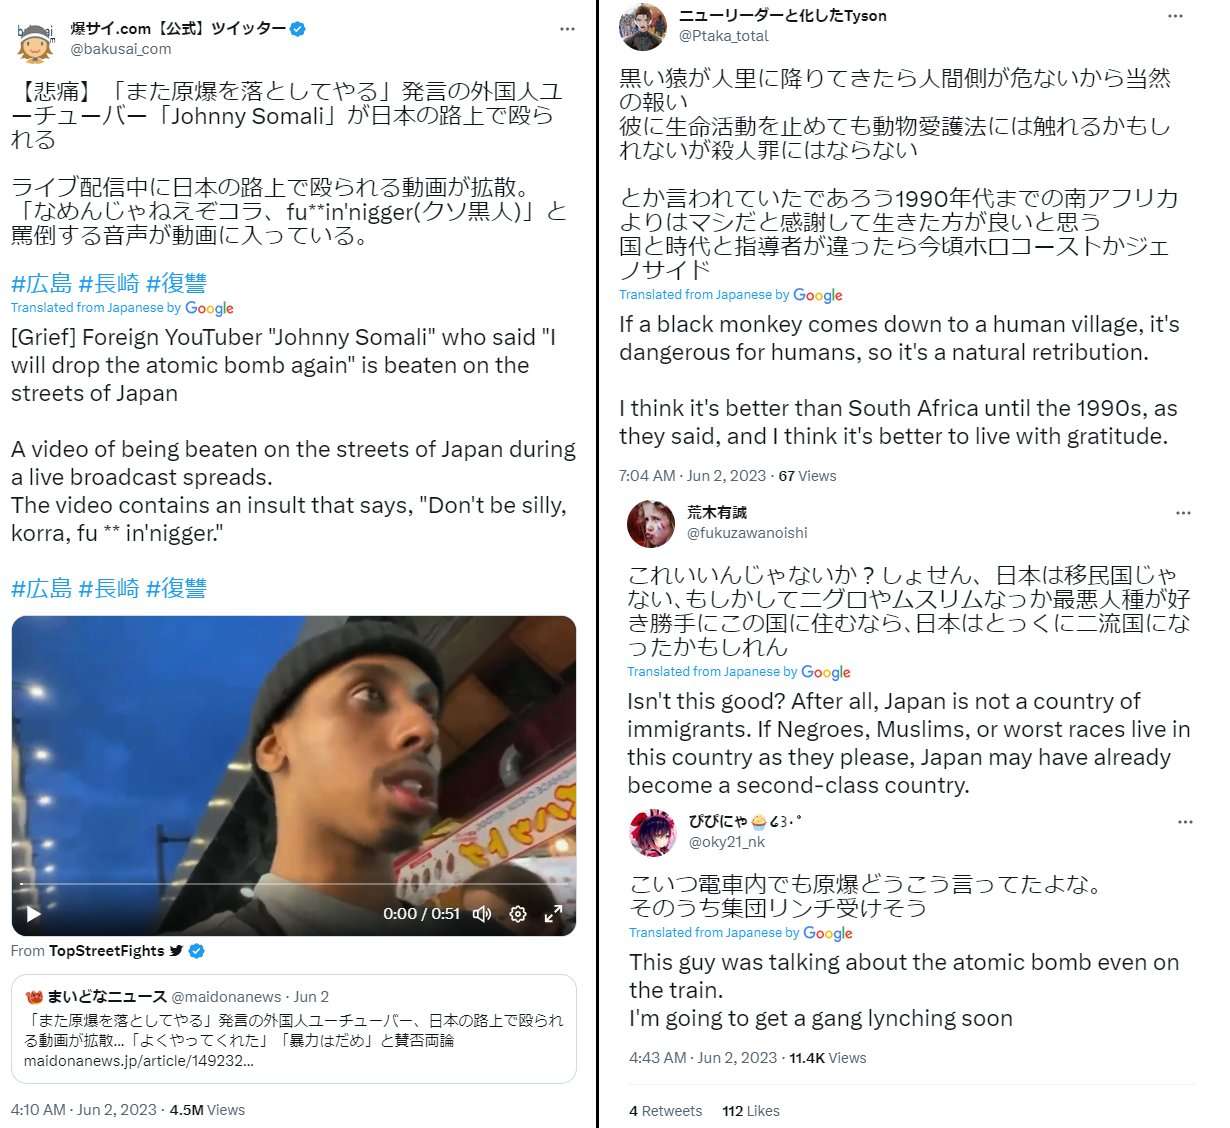 爆サイ.com【公式】ツイッター
@bakusai_com
【悲痛】「また原爆を落としてやる」発言の外国人ユ
ーチューバー「Johnny Somali」が日本の路上で殴ら
れる
ライブ配信中に日本の路上で殴られる動画が拡散。
「なめんじゃねえぞコラ、fu**in'nigger(クソ黒人)」と
罵倒する音声が動画に入っている。
#広島 #長崎 #復讐
Translated from Japanese by Google
[Grief] Foreign YouTuber "Johnny Somali" who said "I
will drop the atomic bomb again" is beaten on the
streets of Japan
A video of being beaten on the streets of Japan during
a live broadcast spreads.
The video contains an insult that says, "Don't be silly,
korra, fu ** in'nigger."
#広島 #長崎 #復讐
0:00 / 0:51
From TopStreetFights
まいどなニュース @maidonanews · Jun 2
「また原爆を落としてやる」発言の外国人ユーチューバー、日本の路上で殴られ
る動画が拡散…「よくやってくれた」「暴力はだめ」と賛否両論
maidonanews.jp/article/149232...
4:10 AM · Jun 2, 2023 · 4.5M Views
ニューリーダーと化したTyson
@Ptaka_total
黒い猿が人里に降りてきたら人間側が危ないから当然
の報い
彼に生命活動を止めても動物愛護法には触れるかもし
れないが殺人罪にはならない
とか言われていたであろう1990年代までの南アフリカ
よりはマシだと感謝して生きた方が良いと思う
国と時代と指導者が違ったら今頃ホロコーストかジェ
ノサイド
Translated from Japanese by Google
If a black monkey comes down to a human village, it's
dangerous for humans, so it's a natural retribution.
I think it's better than South Africa until the 1990s, as
they said, and I think it's better to live with gratitude.
7:04 AM · Jun 2, 2023 · 67 Views
荒木有誠
@fukuzawanoishi
これいいんじゃないか？しょせん、日本は移民国じゃ
ない､もしかしてニグロやムスリムなっか最悪人種が好
き勝手にこの国に住むなら､日本はとっくに二流国にな
ったかもしれん
Translated from Japanese by Google
Isn't this good? After all, Japan is not a country of
immigrants. If Negroes, Muslims, or worst races live in
this country as they please, Japan may have already
become a second-class country.
ぴぴにゃ
@oky21_nk
こいつ電車内でも原爆どうこう言ってたよな。
そのうち集団リンチ受けそう
Translated from Japanese by Google
This guy was talking about the atomic bomb even on
the train.
I'm going to get a gang lynching soon
4:43 AM · Jun 2, 2023 · 11.4K Views
4 Retweets 112 Likes